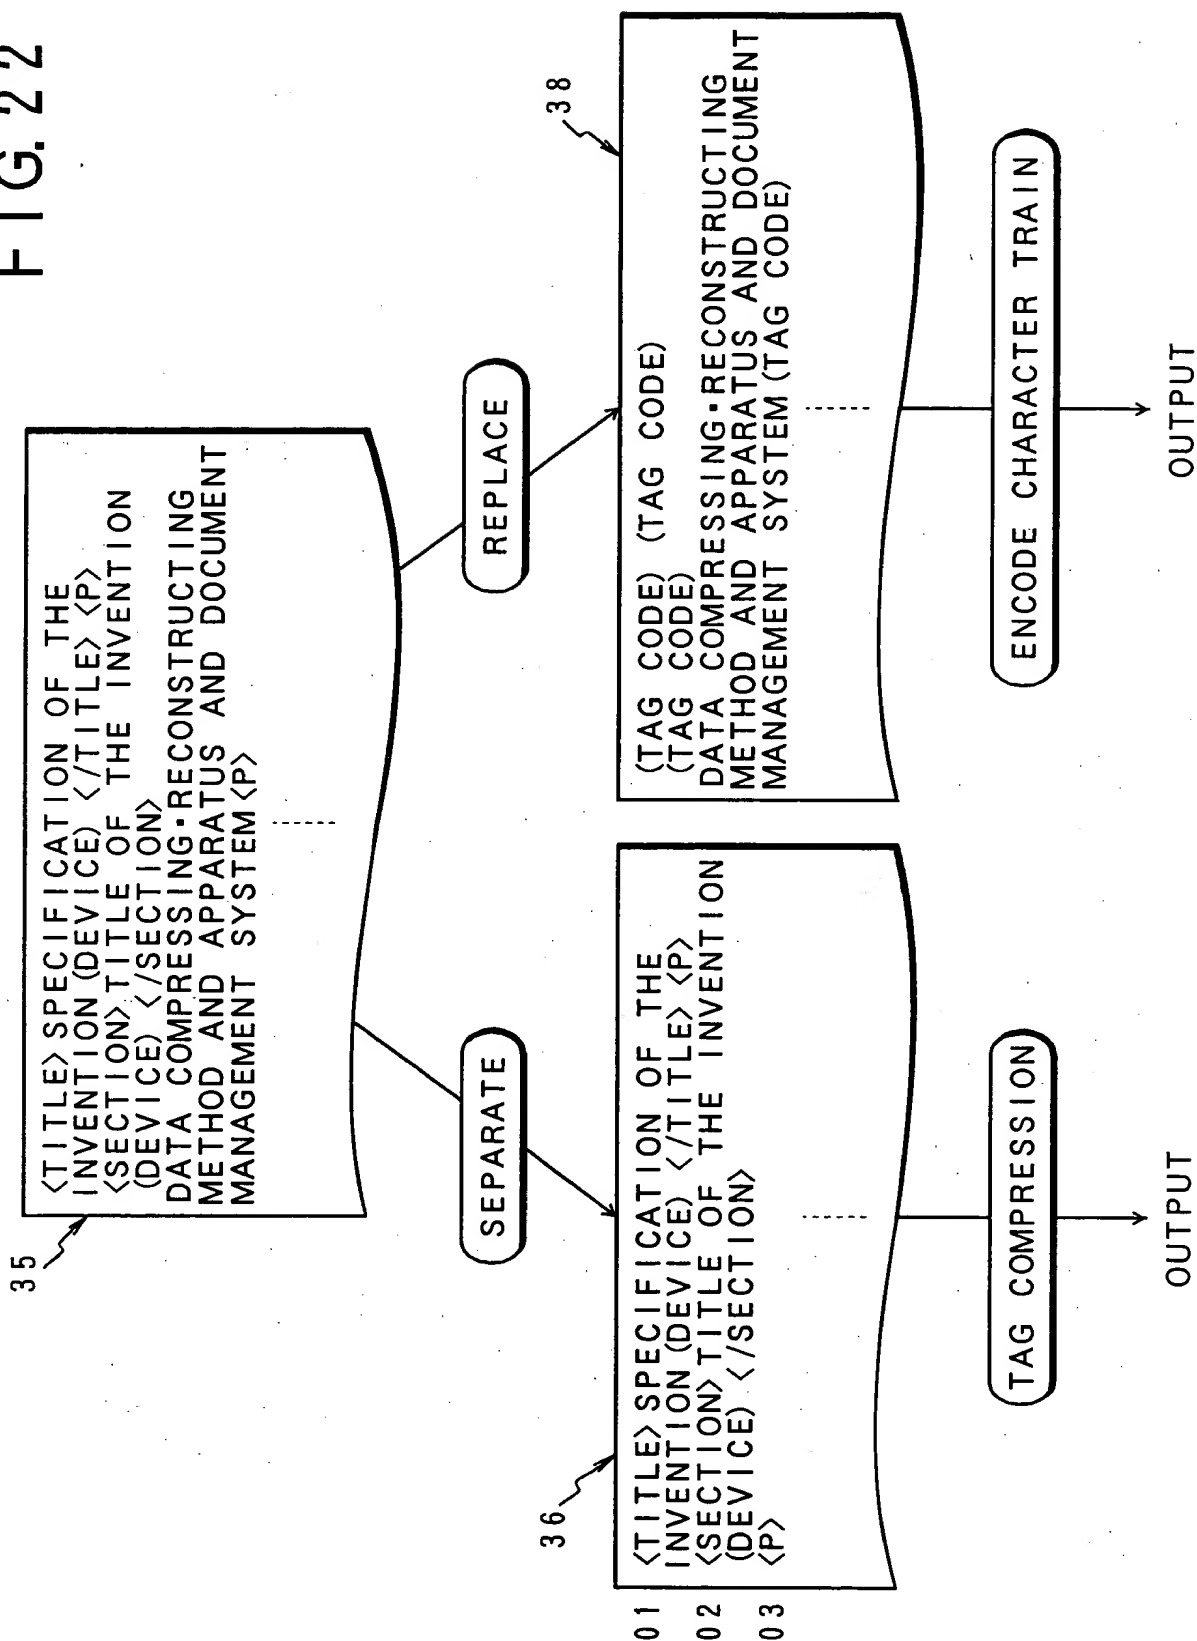 FIG. 22
35
<TITLE>SPECIFICATION OF THE
INVENTION(DEVICE)</TITLE><P>
<SECTION>TITLE OF THE INVENTION
(DEVICE)</SECTION>
DATA COMPRESSING·RECONSTRUCTING
METHOD AND APPARATUS AND DOCUMENT
MANAGEMENT SYSTEM<P>
SEPARATE
REPLACE
36
01 <TITLE>SPECIFICATION OF THE
INVENTION(DEVICE)</TITLE><P>
02 <SECTION>TITLE OF THE INVENTION
(DEVICE)</SECTION>
03 <P>
38
(TAG CODE) (TAG CODE)
(TAG CODE)
DATA COMPRESSING·RECONSTRUCTING
METHOD AND APPARATUS AND DOCUMENT
MANAGEMENT SYSTEM(TAG CODE)
TAG COMPRESSION
ENCODE CHARACTER TRAIN
OUTPUT
OUTPUT